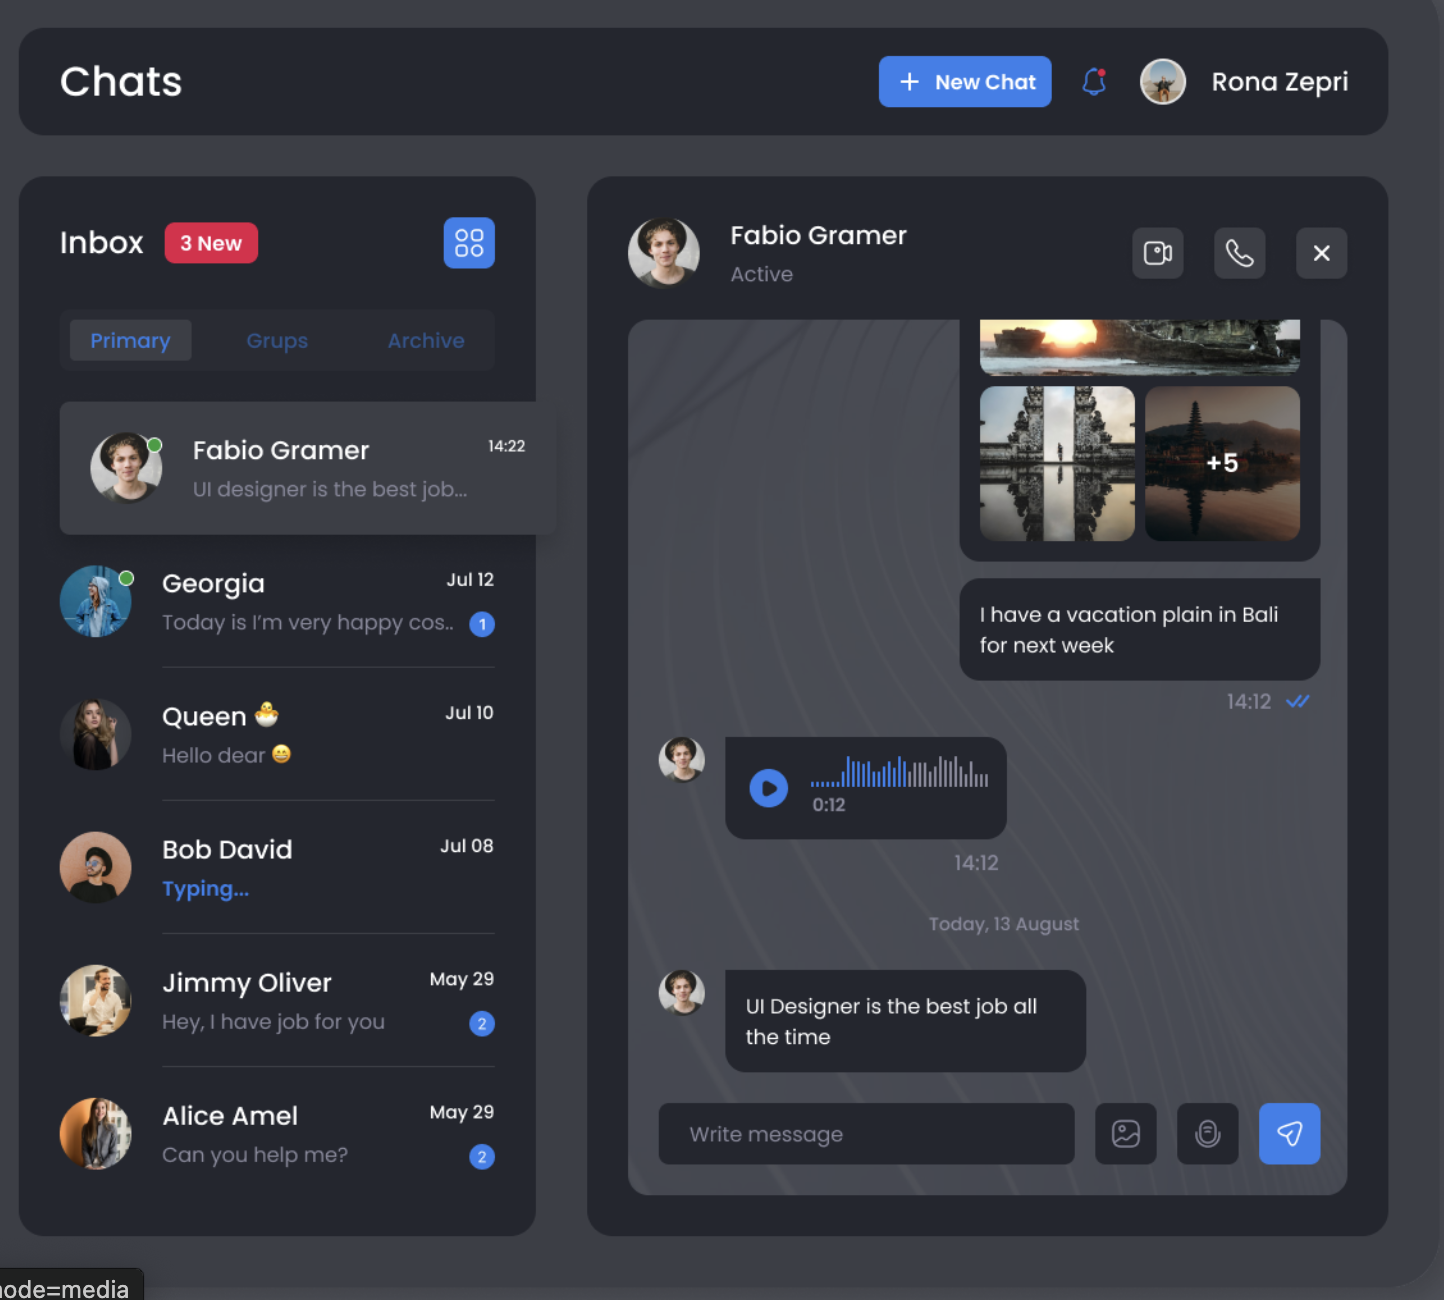 Chats
+ New Chat
Rona Zepri
Inbox
3 New
Primary
Grups
Archive
Fabio Gramer
14:22
UI designer is the best job...
Georgia
Jul 12
Today is I'm very happy cos..
1
Queen 🐣
Jul 10
Hello dear 😄
Bob David
Jul 08
Typing...
Jimmy Oliver
May 29
Hey, I have job for you
2
Alice Amel
May 29
Can you help me?
2
Fabio Gramer
Active
+5
I have a vacation plain in Bali
for next week
14:12
0:12
14:12
Today, 13 August
UI Designer is the best job all
the time
Write message
node=media